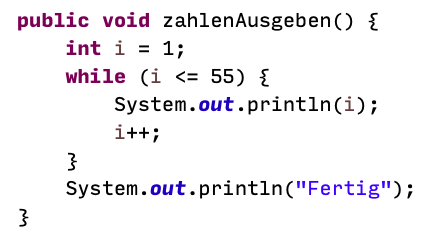 public void zahlenAusgeben() {
    int i = 1;
    while (i <= 55) {
        System.out.println(i);
        i++;
    }
    System.out.println("Fertig");
}